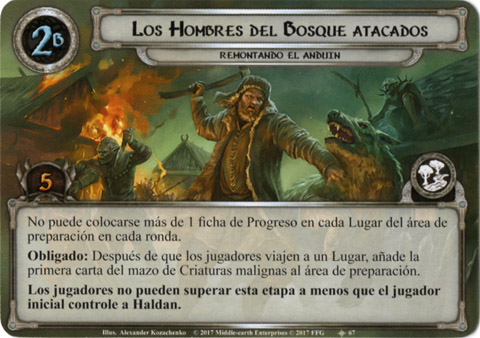 2B
Los Hombres del Bosque atacados
Remontando el Anduin
5
No puede colocarse más de 1 ficha de Progreso en cada Lugar del área de
preparación en cada ronda.
Obligado: Después de que los jugadores viajen a un Lugar, añade la
primera carta del mazo de Criaturas malignas al área de preparación.
Los jugadores no pueden superar esta etapa a menos que el jugador
inicial controle a Haldan.
Illus. Alexander Kozachenko © 2017 Middle-earth Enterprises © 2017 FFG 67